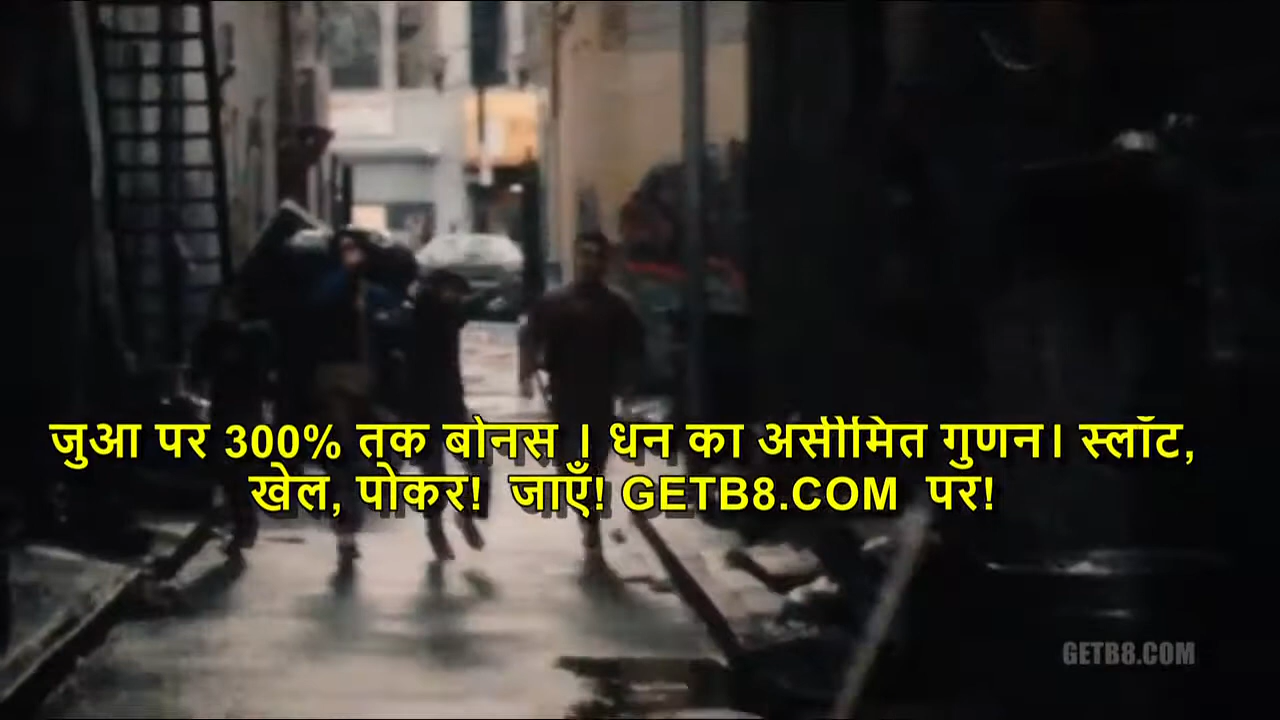 जुआ पर 300% तक बोनस । धन का असीमित गुणन। स्लॉट,
खेल, पोकर!  जाएँ! GETB8.COM  पर!
GETB8.COM